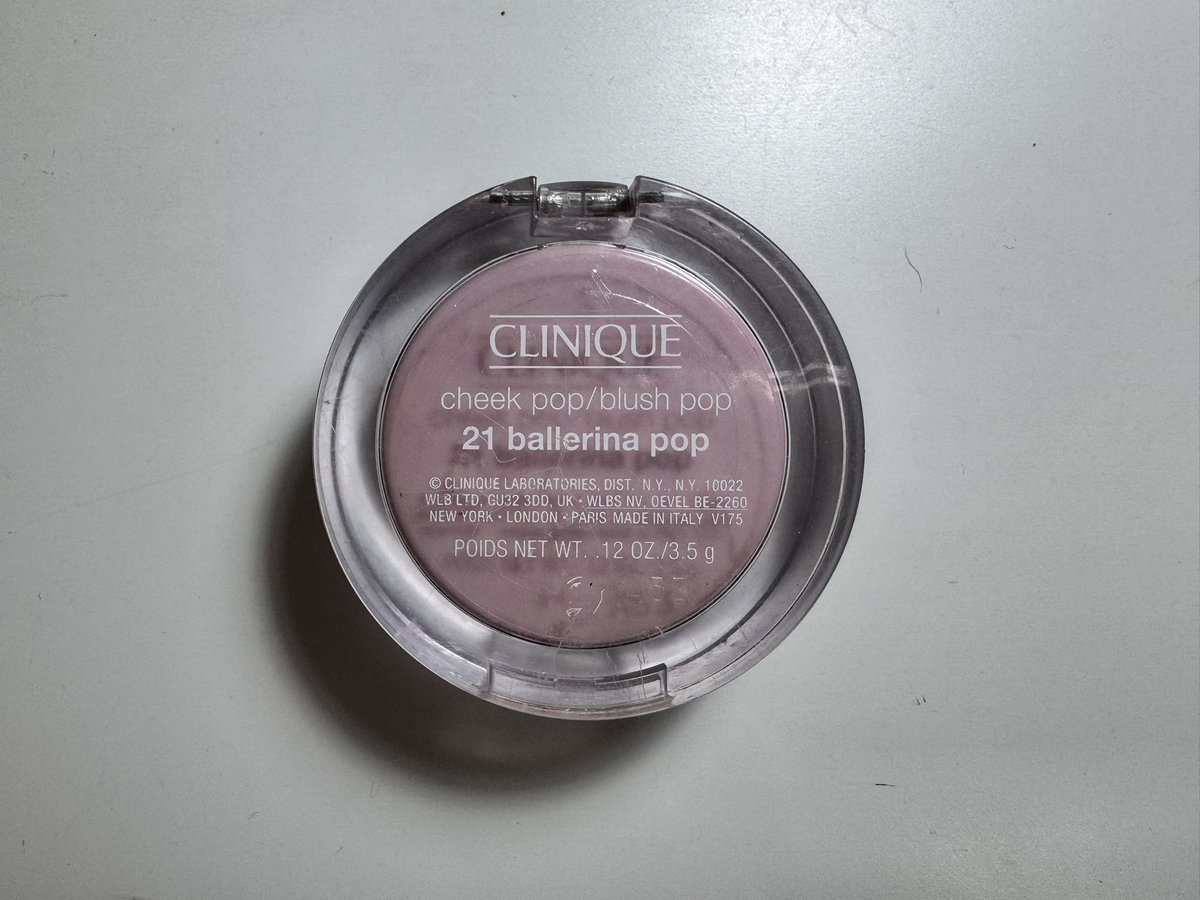 CLINIQUE
cheek pop/blush pop
21 ballerina pop
© CLINIQUE LABORATORIES, DIST. N.Y., N.Y. 10022
WLB LTD, GU32 3DD, UK • WLBS NV, OEVEL BE-2260
NEW YORK • LONDON • PARIS MADE IN ITALY V175
POIDS NET WT. .12 OZ./3.5 g